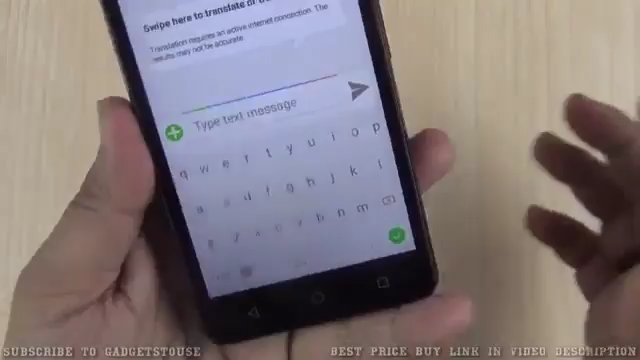 Swipe here to translate or
Translation requires an active internet connection. The
results may not be accurate.
Type text message
q w e r t y u i o p
a s d f g h j k l
n m
SUBSCRIBE TO GADGETSTOUSE
BEST PRICE BUY LINK IN VIDEO DESCRIPTION